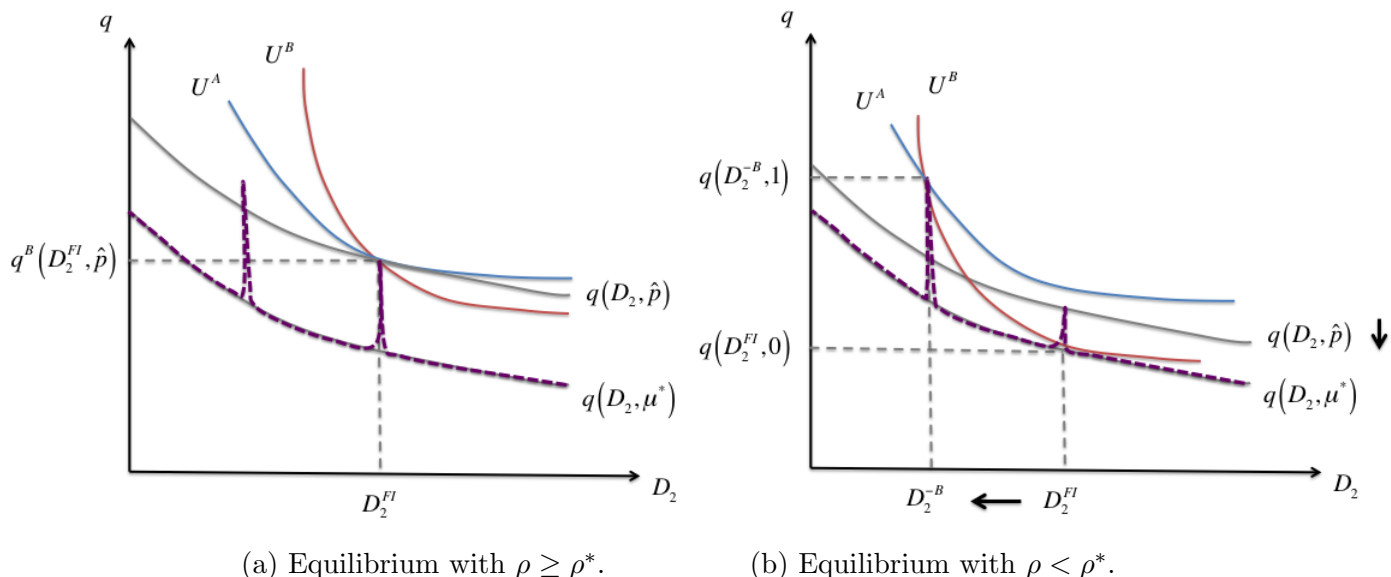 q
U^B
U^A
q^B(D_2^{FI}, p̂)
q(D_2, p̂)
q(D_2, μ^*)
D_2^{FI}
D_2
(a) Equilibrium with ρ ≥ ρ*.
q
U^B
U^A
q(D_2^{-B},1)
q(D_2^{FI},0)
q(D_2, p̂)
q(D_2, μ^*)
D_2^{-B}
D_2^{FI}
D_2
(b) Equilibrium with ρ < ρ*.